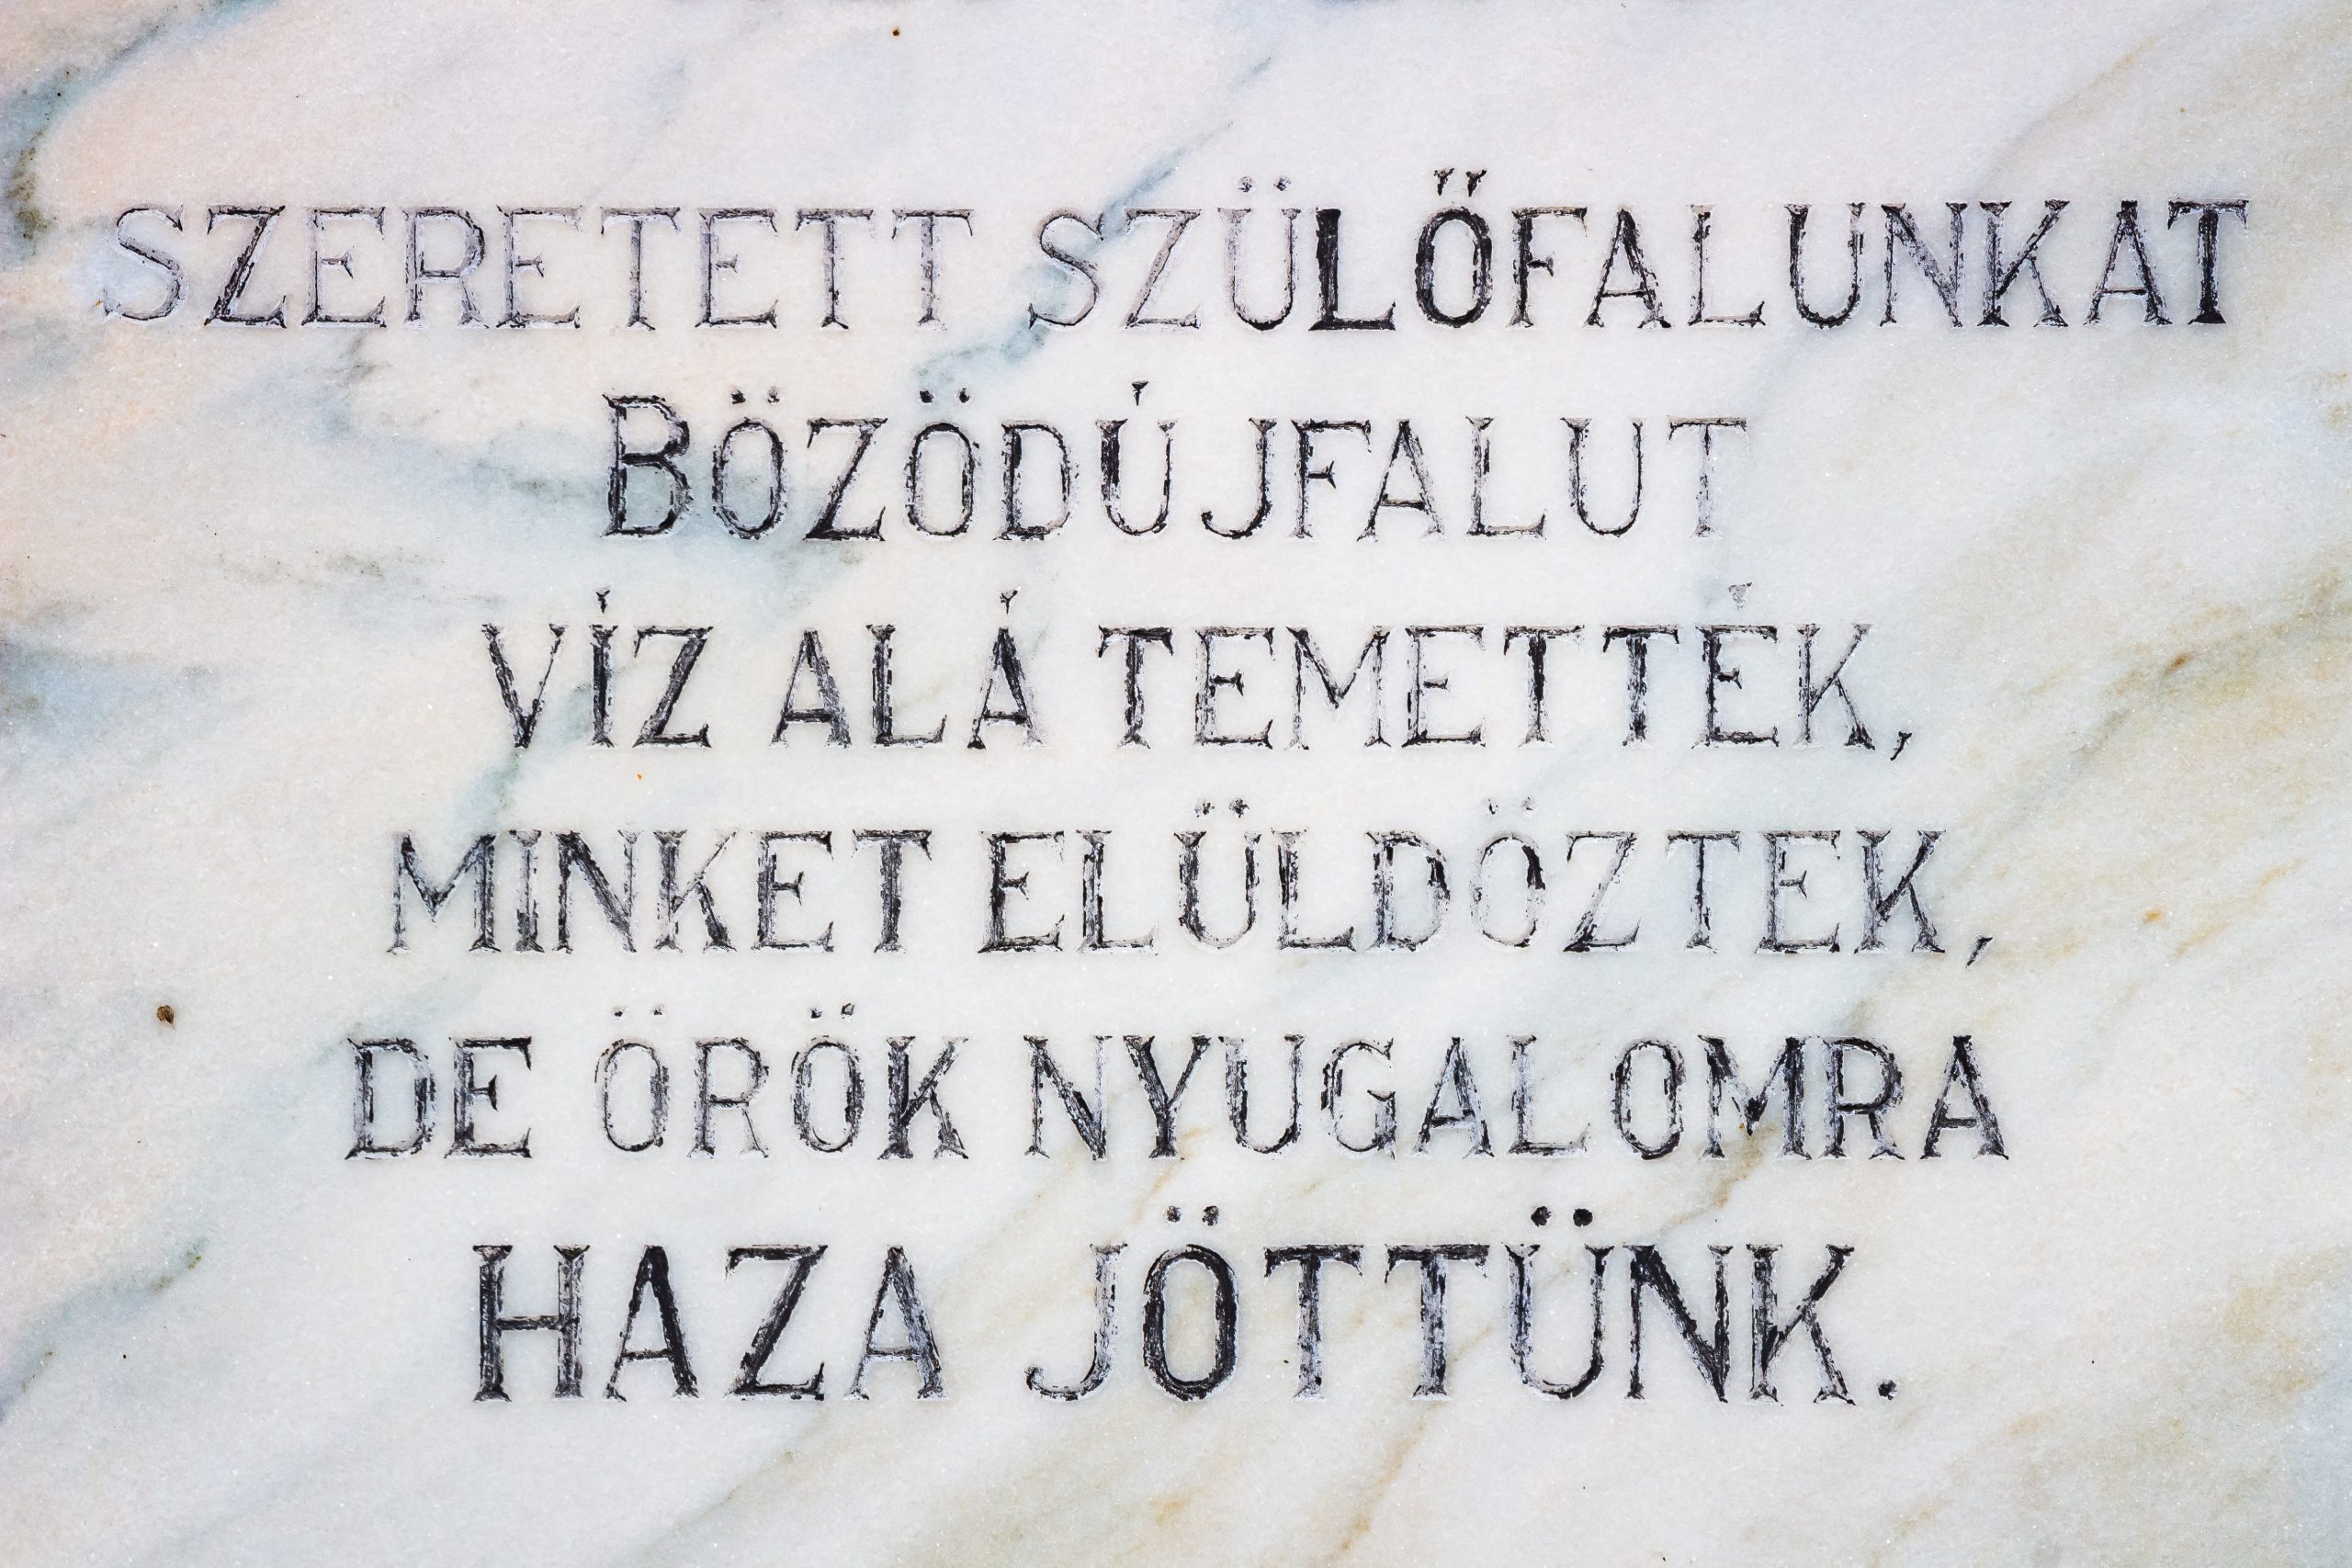 SZERETETT SZÜLŐFALUNKAT
BÖZÖDÚJFALUT
VÍZ ALÁ TEMETTÉK,
MINKET ELÜLDÖZTEK,
DE ÖRÖK NYUGALOMRA
HAZA JÖTTÜNK.